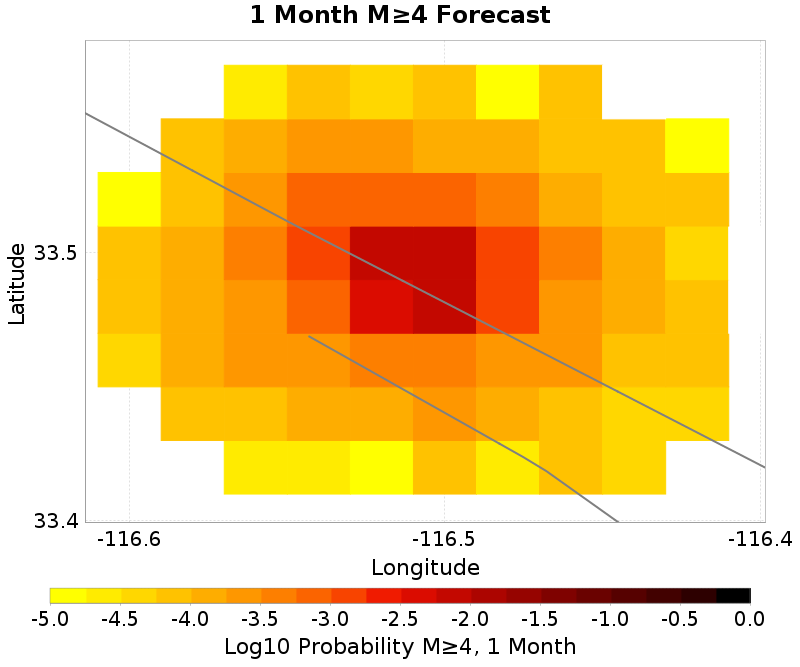 1 Month M≥4 Forecast
Latitude
33.5
33.4
-116.6 -116.5 -116.4
Longitude
-5.0 -4.5 -4.0 -3.5 -3.0 -2.5 -2.0 -1.5 -1.0 -0.5 0.0
Log10 Probability M≥4, 1 Month